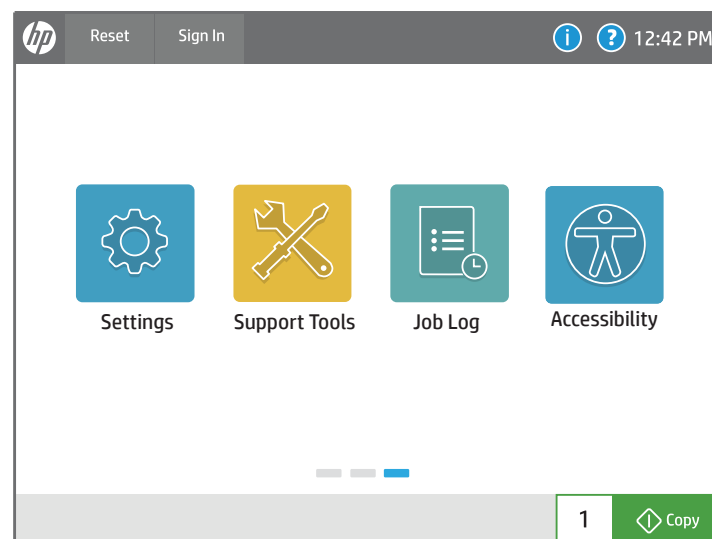 hp Reset Sign In i ? 12:42 PM
Settings Support Tools Job Log Accessibility
1 Copy